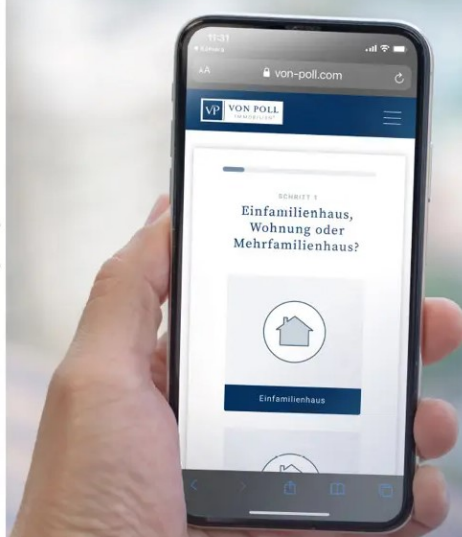 11:31
AA
von-poll.com
VP VON POLL
IMMOBILIEN®
SCHRITT 1
Einfamilienhaus,
Wohnung oder
Mehrfamilienhaus?
Einfamilienhaus